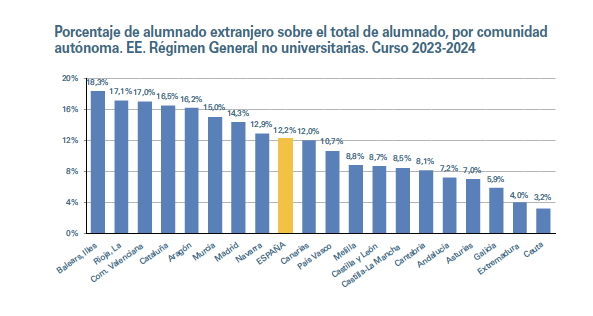 Porcentaje de alumnado extranjero sobre el total de alumnado, por comunidad
autónoma. EE. Régimen General no universitarias. Curso 2023-2024
20%
16%
12%
8%
4%
0%
18,3%
17,1%
17,0%
16,5%
16,2%
15,0%
14,3%
12,9%
12,2%
12,0%
10,7%
8,8%
8,7%
8,5%
8,1%
7,2%
7,0%
5,9%
4,0%
3,2%
Balears, Illes
Rioja, La
Com. Valenciana
Cataluña
Aragón
Murcia
Madrid
Navarra
ESPAÑA
Canarias
País Vasco
Melilla
Castilla y León
Castilla-La Mancha
Cantabria
Andalucía
Asturias
Galicia
Extremadura
Ceuta